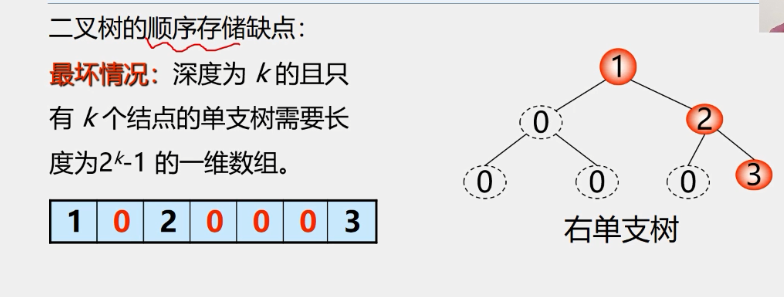 二叉树的顺序存储缺点：
最坏情况：深度为 k 的且只
有 k 个结点的单支树需要长
度为2ᵏ-1 的一维数组。
1 0 2 0 0 0 3
1
0 2
0 0 0 3
右单支树